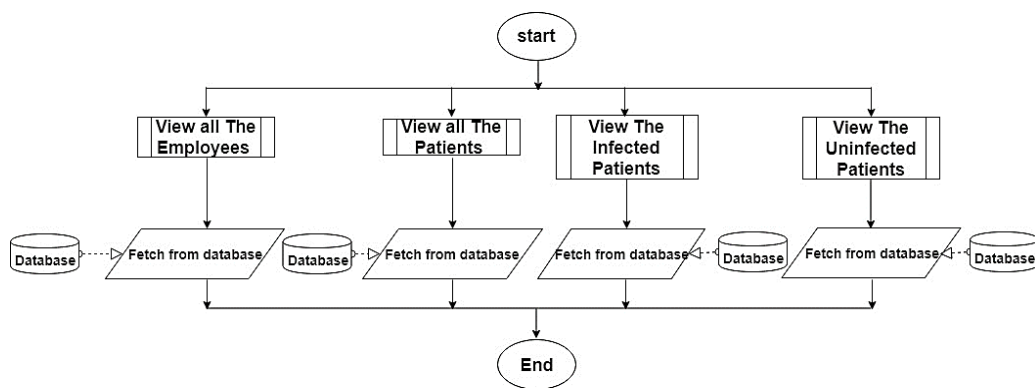 start
View all The
Employees
View all The
Patients
View The
Infected
Patients
View The
Uninfected
Patients
Database
Fetch from database
Database
Fetch from database
Fetch from database
Database
Fetch from database
Database
End